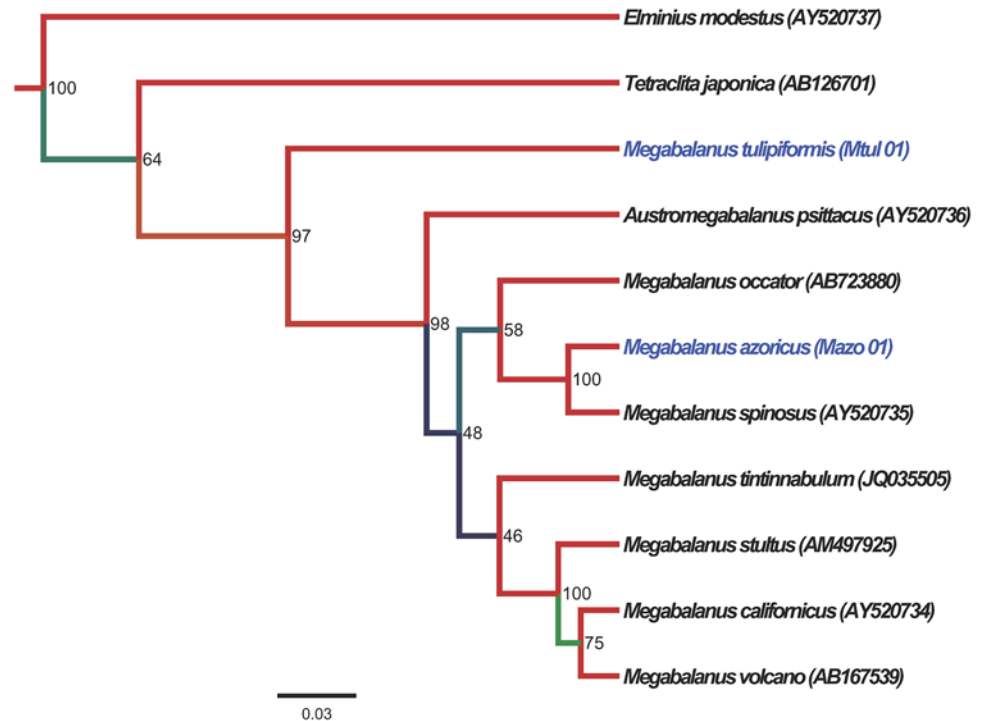 Elminius modestus (AY520737)
100
Tetraclita japonica (AB126701)
64
Megabalanus tulipiformis (Mtul 01)
97
Austromegabalanus psittacus (AY520736)
98
Megabalanus occator (AB723880)
58
Megabalanus azoricus (Mazo 01)
100
Megabalanus spinosus (AY520735)
48
Megabalanus tintinnabulum (JQ035505)
46
Megabalanus stultus (AM497925)
100
Megabalanus californicus (AY520734)
75
Megabalanus volcano (AB167539)
0.03